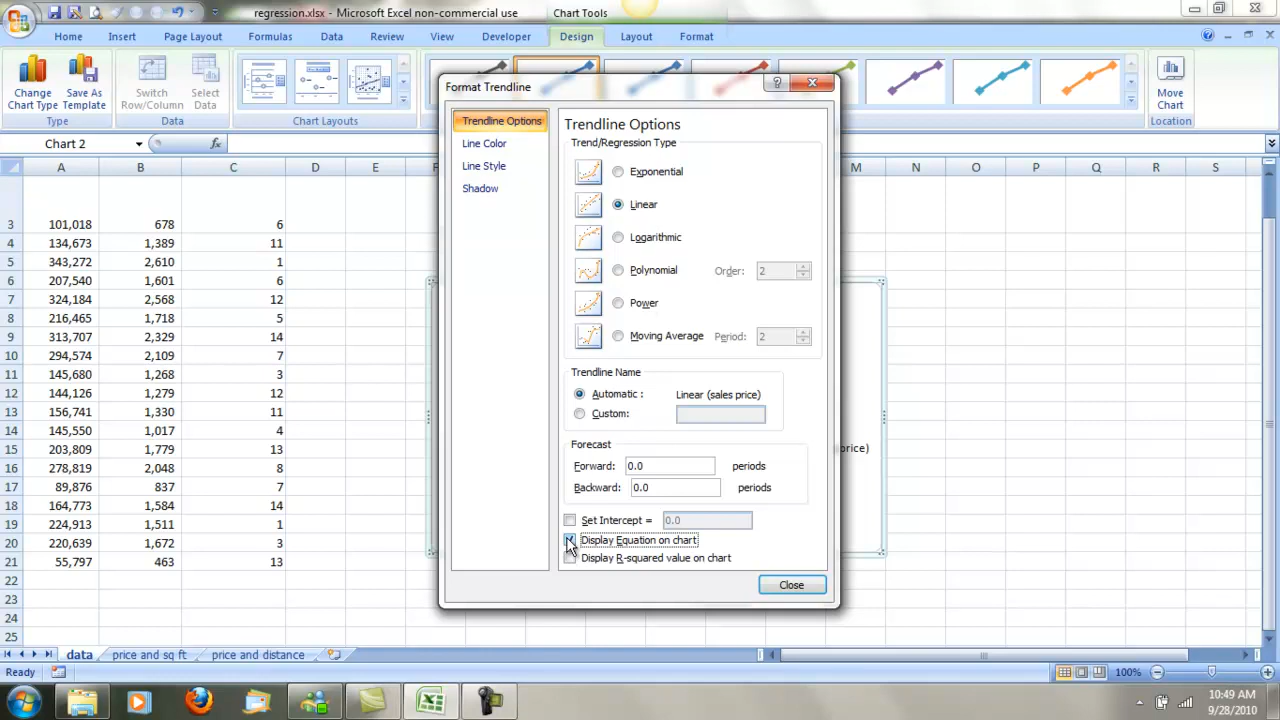 regression.xlsx - Microsoft Excel non-commercial use
Chart Tools
Home Insert Page Layout Formulas Data Review View Developer Design Layout Format
Change Chart Type
Save As Template
Switch Row/Column
Select Data
Move Chart
Type Data Chart Layouts Location
Chart 2
fx
A B C D E F M N O P Q R S
3 101,018 678 6
4 134,673 1,389 11
5 343,272 2,610 1
6 207,540 1,601 6
7 324,184 2,568 12
8 216,465 1,718 5
9 313,707 2,329 14
10 294,574 2,109 7
11 145,680 1,268 3
12 144,126 1,279 12
13 156,741 1,330 11
14 145,550 1,017 4
15 203,809 1,779 13
16 278,819 2,048 8
17 89,876 837 7
18 164,773 1,584 14
19 224,913 1,511 1
20 220,639 1,672 3
21 55,797 463 13
22
23
24
25
price)
Format Trendline
?
Trendline Options
Line Color
Line Style
Shadow
Trendline Options
Trend/Regression Type
Exponential
Linear
Logarithmic
Polynomial Order: 2
Power
Moving Average Period: 2
Trendline Name
Automatic : Linear (sales price)
Custom:
Forecast
Forward: 0.0 periods
Backward: 0.0 periods
Set Intercept = 0.0
Display Equation on chart
Display R-squared value on chart
Close
data price and sq ft price and distance
Ready
100%
10:49 AM
9/28/2010